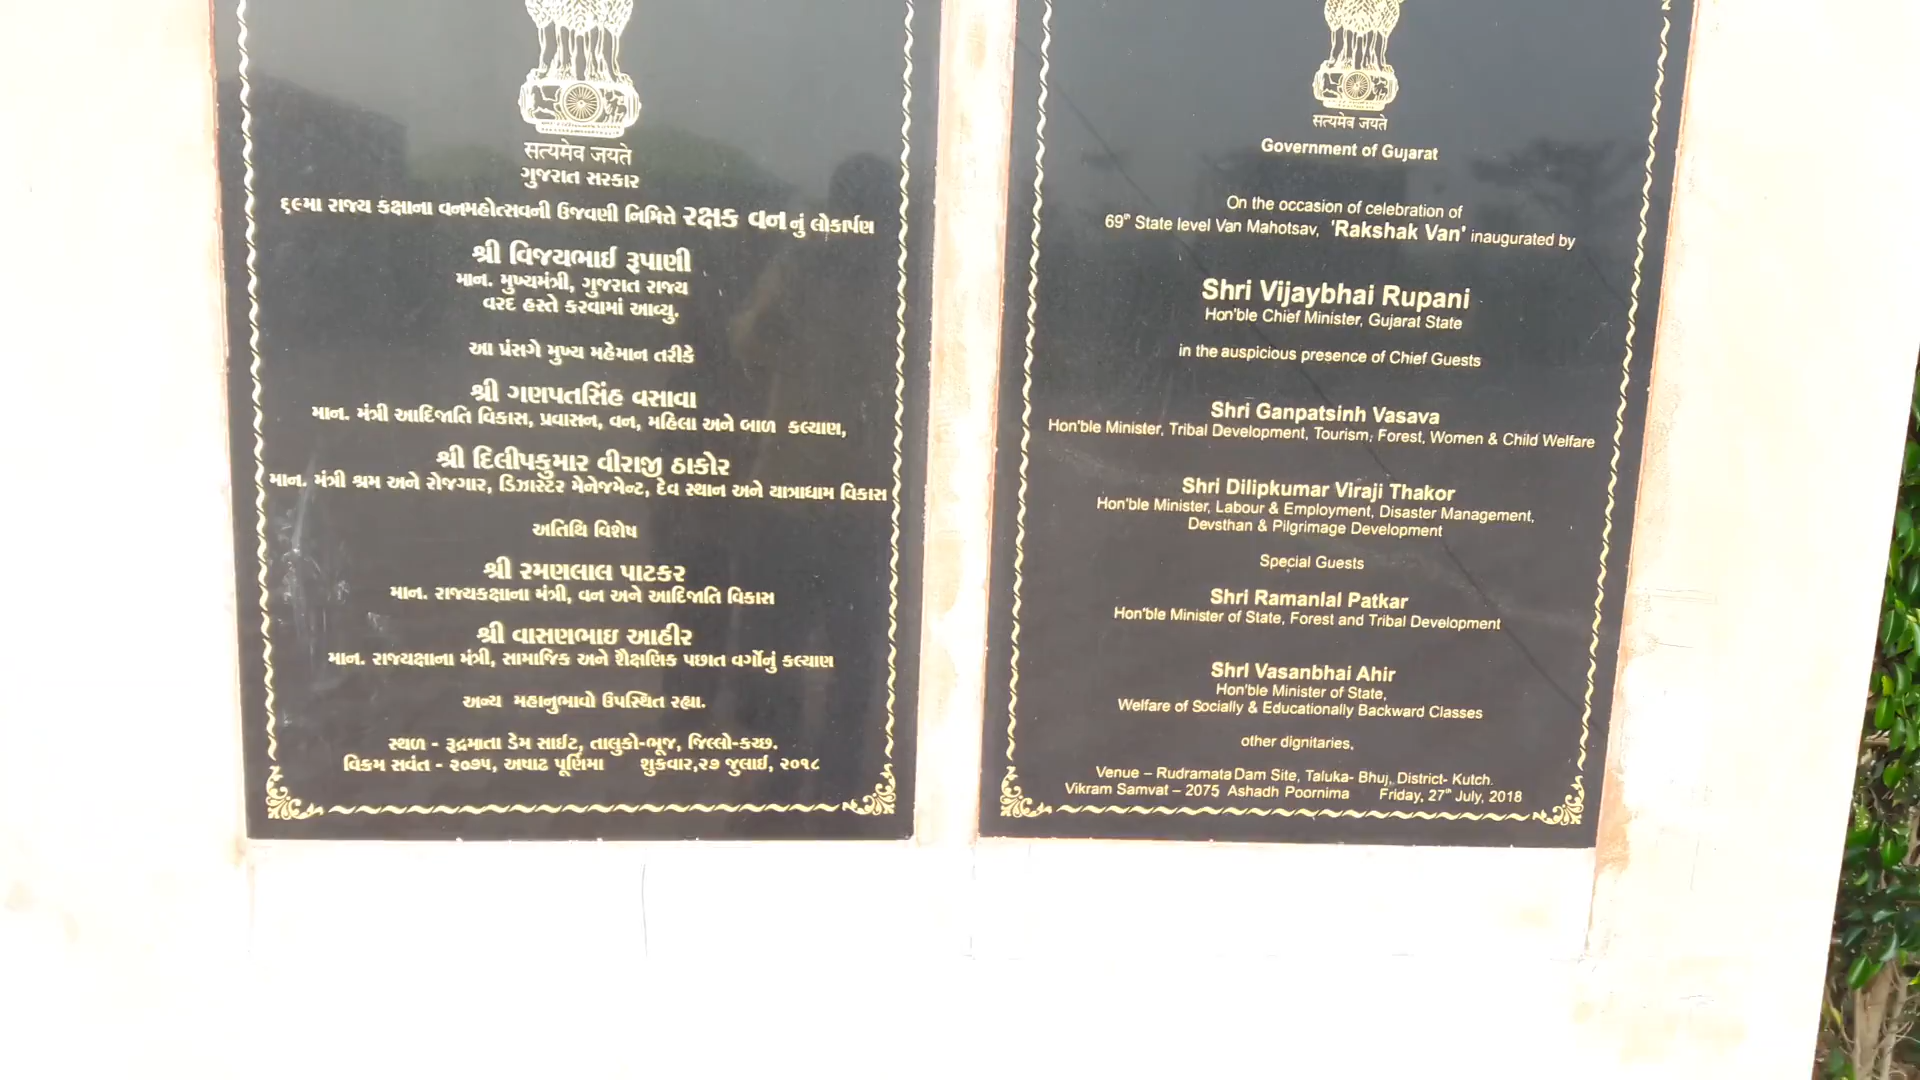 सत्यमेव जयते
ગુજરાત સરકાર
૬૯મા રાજ્ય કક્ષાના વનમહોત્સવની ઉજવણી નિમિત્તે રક્ષક વન નું લોકાર્પણ
શ્રી વિજયભાઈ રૂપાણી
માન. મુખ્યમંત્રી, ગુજરાત રાજ્ય
વરદ હસ્તે કરવામાં આવ્યુ.
આ પ્રંસગે મુખ્ય મહેમાન તરીકે
શ્રી ગણપતસિંહ વસાવા
માન. મંત્રી આદિજાતિ વિકાસ, પ્રવાસન, વન, મહિલા અને બાળ કલ્યાણ,
શ્રી દિલીપકુમાર વીરાજી ઠાકોર
માન. મંત્રી શ્રમ અને રોજગાર, ડિઝાસ્ટર મેનેજમેન્ટ, દેવ સ્થાન અને યાત્રાધામ વિકાસ
અતિથિ વિશેષ
શ્રી રમણલાલ પાટકર
માન. રાજ્યકક્ષાના મંત્રી, વન અને આદિજાતિ વિકાસ
શ્રી વાસણભાઇ આહીર
માન. રાજ્યક્ષાના મંત્રી, સામાજિક અને શૈક્ષણિક પછાત વર્ગોનું કલ્યાણ
અન્ય મહાનુભાવો ઉપસ્થિત રહ્યા.
સ્થળ - રૂદ્રમાતા ડેમ સાઈટ, તાલુકો-ભૂજ, જિલ્લો-કચ્છ.
વિક્રમ સવંત - ૨૦૭૫, અષાઢ પૂર્ણિમા શુક્રવાર,૨૭ જુલાઈ, ૨૦૧૮
सत्यमेव जयते
Government of Gujarat
On the occasion of celebration of
69th State level Van Mahotsav, 'Rakshak Van' inaugurated by
Shri Vijaybhai Rupani
Hon'ble Chief Minister, Gujarat State
in the auspicious presence of Chief Guests
Shri Ganpatsinh Vasava
Hon'ble Minister, Tribal Development, Tourism, Forest, Women & Child Welfare
Shri Dilipkumar Viraji Thakor
Hon'ble Minister, Labour & Employment, Disaster Management,
Devsthan & Pilgrimage Development
Special Guests
Shri Ramanlal Patkar
Hon'ble Minister of State, Forest and Tribal Development
Shri Vasanbhai Ahir
Hon'ble Minister of State,
Welfare of Socially & Educationally Backward Classes
other dignitaries,
Venue – Rudramata Dam Site, Taluka- Bhuj, District- Kutch.
Vikram Samvat – 2075 Ashadh Poornima Friday, 27th July, 2018